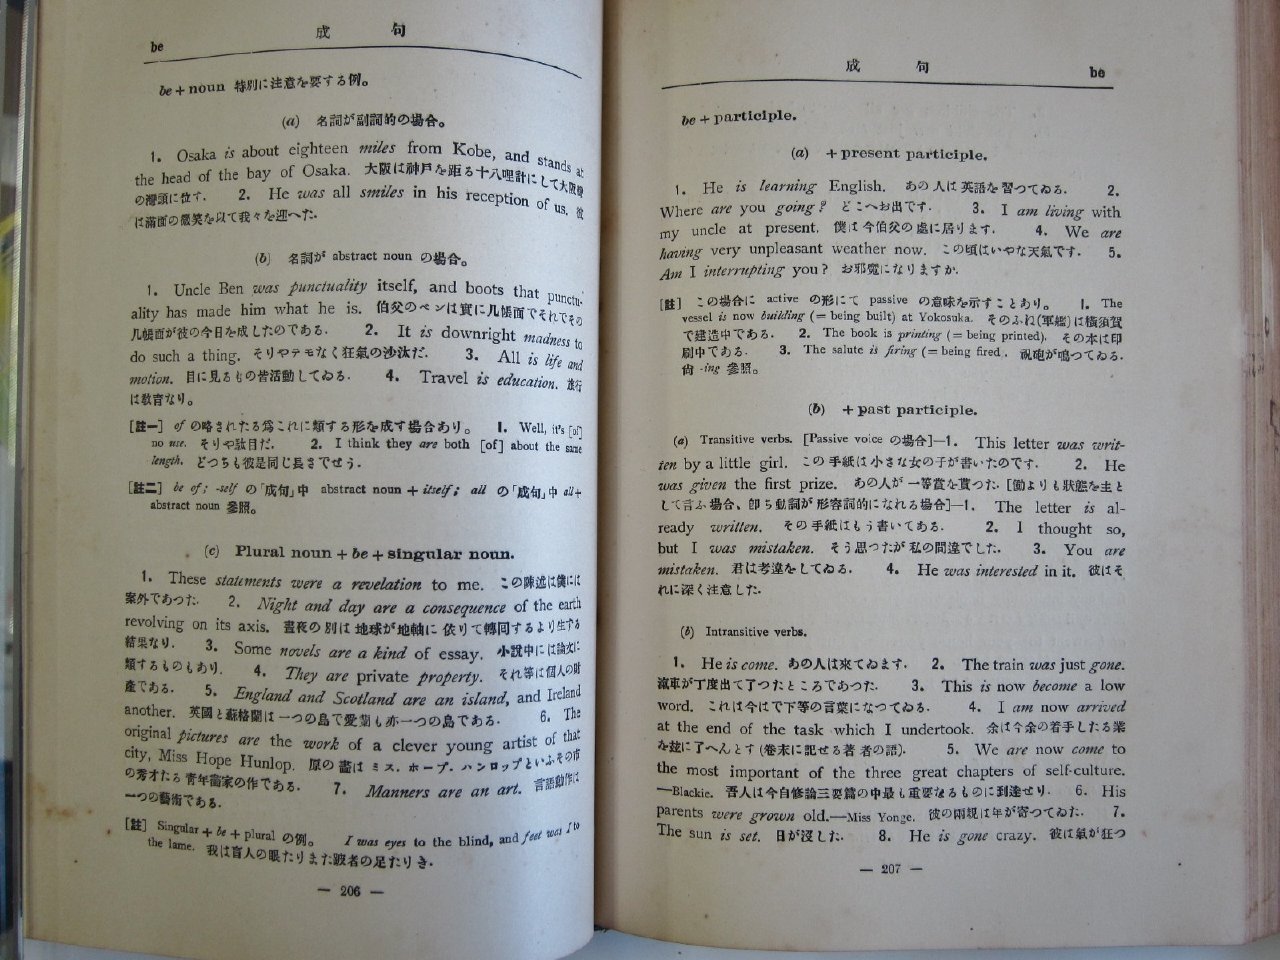 be 成句
be + noun 特別に注意を要する例。
(a) 名詞が副詞的の場合。
1. Osaka is about eighteen miles from Kobe, and stands at
the head of the bay of Osaka. 大阪は神戸を距る十八哩計にして大阪灣
の灣頭に位す. 2. He was all smiles in his reception of us. 彼
は滿面の微笑を以て我々を迎へた.
(b) 名詞が abstract noun の場合。
1. Uncle Ben was punctuality itself, and boots that punctu-
ality has made him what he is. 伯父のベンは實に几帳面でそれでその
几帳面が彼の今日を成したのである. 2. It is downright madness to
do such a thing. そりやテモなく狂氣の沙汰だ. 3. All is life and
motion. 目に見るもの皆活動してゐる. 4. Travel is education. 旅行
は敎育なり。
[註一] of の略されたる爲これに類する形を成す場合あり。 1. Well, it's [of]
no use. そりや駄目だ. 2. I think they are both [of] about the same
length. どつちも彼是同じ長さでせう.
[註二] be of; -self の「成句」中 abstract noun + itself; all の「成句」中 all+
abstract noun 參照。
(c) Plural noun + be + singular noun.
1. These statements were a revelation to me. この陳述は僕には
案外であつた. 2. Night and day are a consequence of the earth
revolving on its axis. 晝夜の別は地球が地軸に依りて轉囘するより生ずる
結果なり. 3. Some novels are a kind of essay. 小說中には論文に
類するものもあり. 4. They are private property. それ等は個人の財
產である. 5. England and Scotland are an island, and Ireland
another. 英國と蘇格蘭は一つの島で愛蘭も亦一つの島である. 6. The
original pictures are the work of a clever young artist of that
city, Miss Hope Hunlop. 原の畵はミス.ホープ.ハンロップといふその市
の秀才たる靑年畵家の作である. 7. Manners are an art. 言語動作は
一つの藝術である.
[註] Singular + be + plural の例。 I was eyes to the blind, and feet was I to
the lame. 我は盲人の眼たりまた跛者の足たりき.
— 206 —
成句 be
be + participle.
(a) + present participle.
1. He is learning English. あの人は英語を習つてゐる. 2.
Where are you going? どこへお出です. 3. I am living with
my uncle at present. 僕は今伯父の處に居ります. 4. We are
having very unpleasant weather now. この頃はいやな天氣です. 5.
Am I interrupting you? お邪魔になりますか.
[註] この場合に active の形にて passive の意味を示すことあり。 1. The
vessel is now building (= being built) at Yokosuka. そのふね(軍艦)は橫須賀
で建造中である. 2. The book is printing (= being printed). その本は印
刷中である. 3. The salute is firing (= being fired. 祝砲が鳴つてゐる.
尙 -ing 參照。
(b) + past participle.
(a) Transitive verbs. [Passive voice の場合]—1. This letter was writ-
ten by a little girl. この手紙は小さな女の子が書いたのです. 2. He
was given the first prize. あの人が一等賞を貰つた. [働よりも狀態を主と
して言ふ場合、卽ち動詞が形容詞的になれる場合]—1. The letter is al-
ready written. その手紙はもう書いてある. 2. I thought so,
but I was mistaken. そう思つたが私の間違でした. 3. You are
mistaken. 君は考違をしてゐる. 4. He was interested in it. 彼はそ
れに深く注意した.
(b) Intransitive verbs.
1. He is come. あの人は來てゐます. 2. The train was just gone.
滊車が丁度出て了つたところであつた. 3. This is now become a low
word. これは今はで下等の言葉になつてゐる. 4. I am now arrived
at the end of the task which I undertook. 余は今余の着手したる業
を玆に了へんとす (卷末に記せる著者の語). 5. We are now come to
the most important of the three great chapters of self-culture.
—Blackie. 吾人は今自修論三要篇の中最も重要なるものに到達せり. 6. His
parents were grown old.—Miss Yonge. 彼の兩親は年が寄つてゐた. 7.
The sun is set. 日が沒した. 8. He is gone crazy. 彼は氣が狂つ
— 207 —